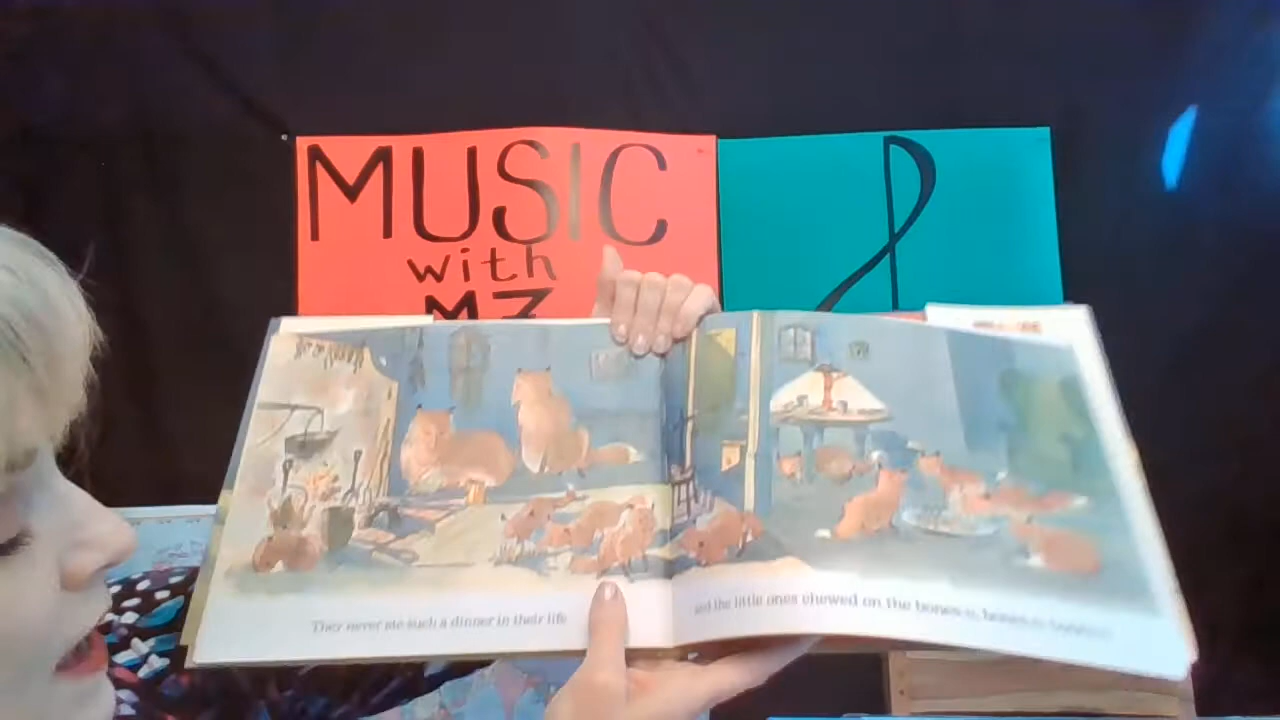 MUSIC
with
They never ate such a dinner in their life
and the little ones chewed on the bones-o, bones-o,